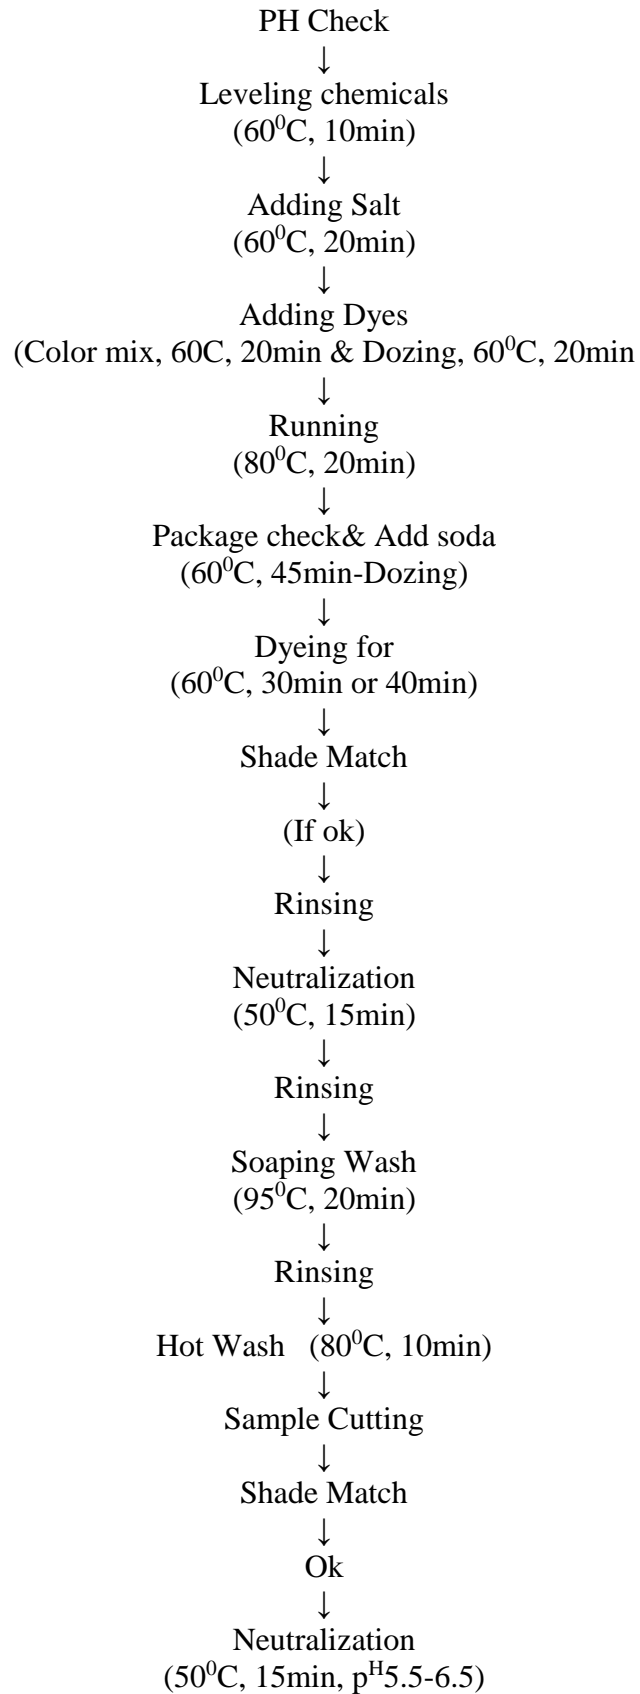 PH Check
↓
Leveling chemicals
(60⁰C, 10min)
↓
Adding Salt
(60⁰C, 20min)
↓
Adding Dyes
(Color mix, 60C, 20min & Dozing, 60⁰C, 20min
↓
Running
(80⁰C, 20min)
↓
Package check& Add soda
(60⁰C, 45min-Dozing)
↓
Dyeing for
(60⁰C, 30min or 40min)
↓
Shade Match
↓
(If ok)
↓
Rinsing
↓
Neutralization
(50⁰C, 15min)
↓
Rinsing
↓
Soaping Wash
(95⁰C, 20min)
↓
Rinsing
↓
Hot Wash (80⁰C, 10min)
↓
Sample Cutting
↓
Shade Match
↓
Ok
↓
Neutralization
(50⁰C, 15min, pᴴ5.5-6.5)